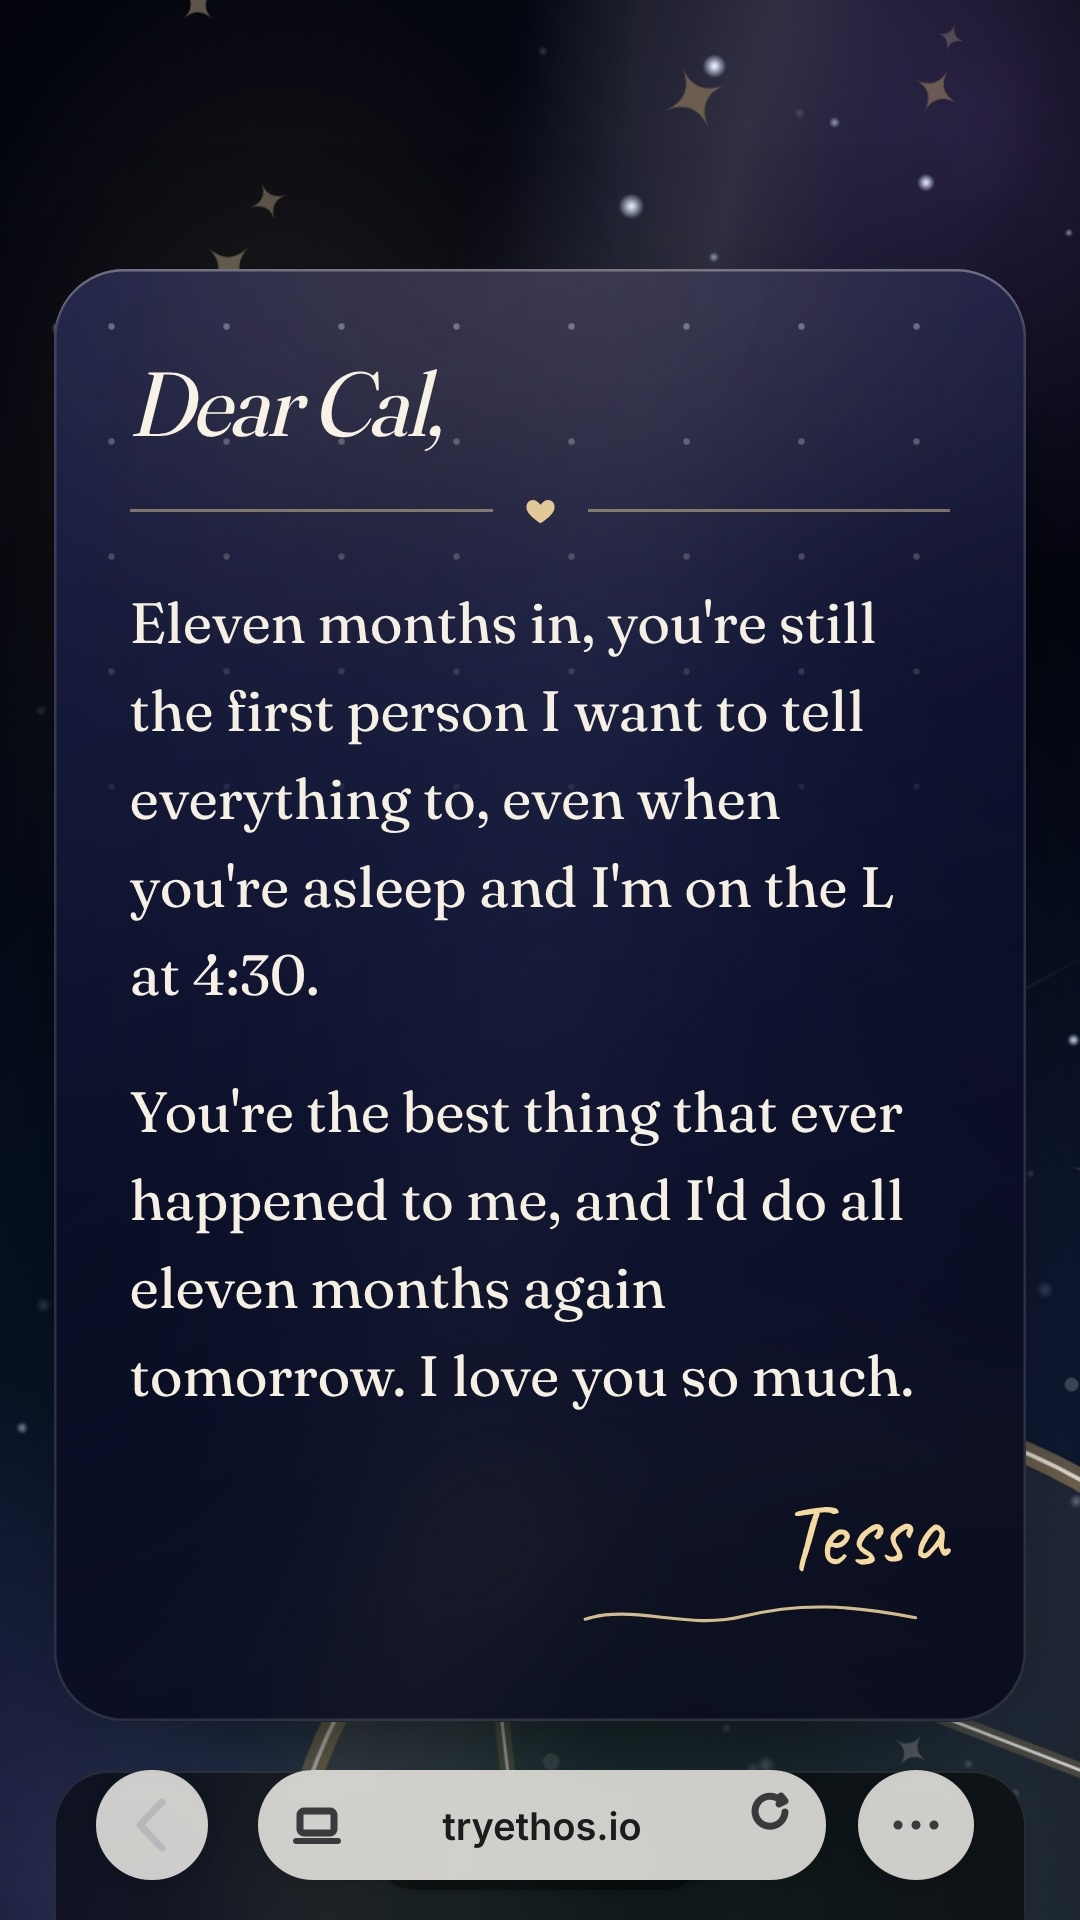 Dear Cal,
Eleven months in, you're still
the first person I want to tell
everything to, even when
you're asleep and I'm on the L
at 4:30.
You're the best thing that ever
happened to me, and I'd do all
eleven months again
tomorrow. I love you so much.
Tessa
tryethos.io